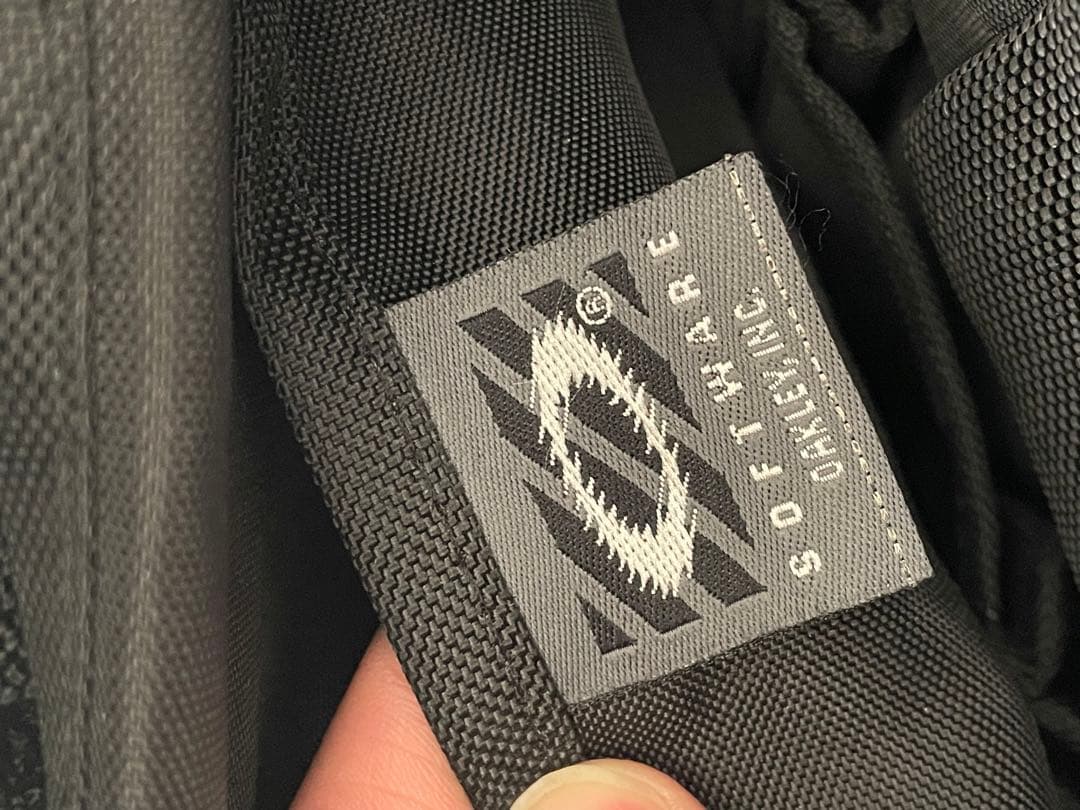 ®
SOFTWARE
OAKLEY, INC.